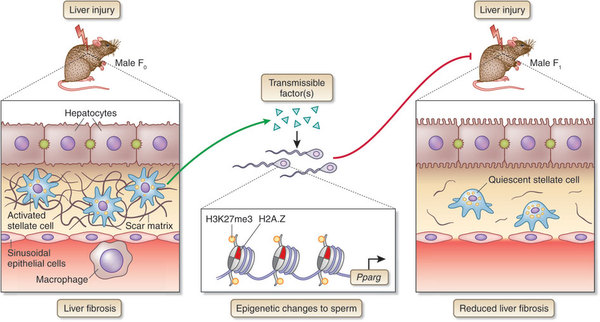 Liver injury
Male F0
Hepatocytes
Activated
stellate cell
Scar matrix
Sinusoidal
epithelial cells
Macrophage
Liver fibrosis
Transmissible
factor(s)
H3K27me3
H2A.Z
Pparg
Epigenetic changes to sperm
Liver injury
Male F1
Quiescent stellate cell
Reduced liver fibrosis